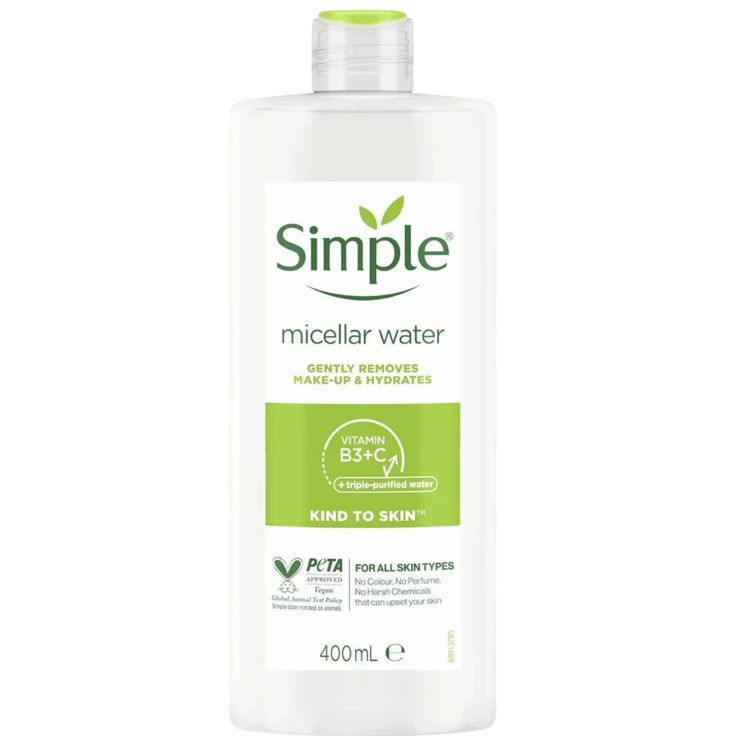 Simple®
micellar water
GENTLY REMOVES
MAKE-UP & HYDRATES
VITAMIN
B3+C
+ triple-purified water
KIND TO SKIN™
PeTA
APPROVED
Vegan
Global Animal Test Policy
Simple does not test on animals.
FOR ALL SKIN TYPES
No Colour, No Perfume,
No Harsh Chemicals
that can upset your skin
400mL ℮
68913785